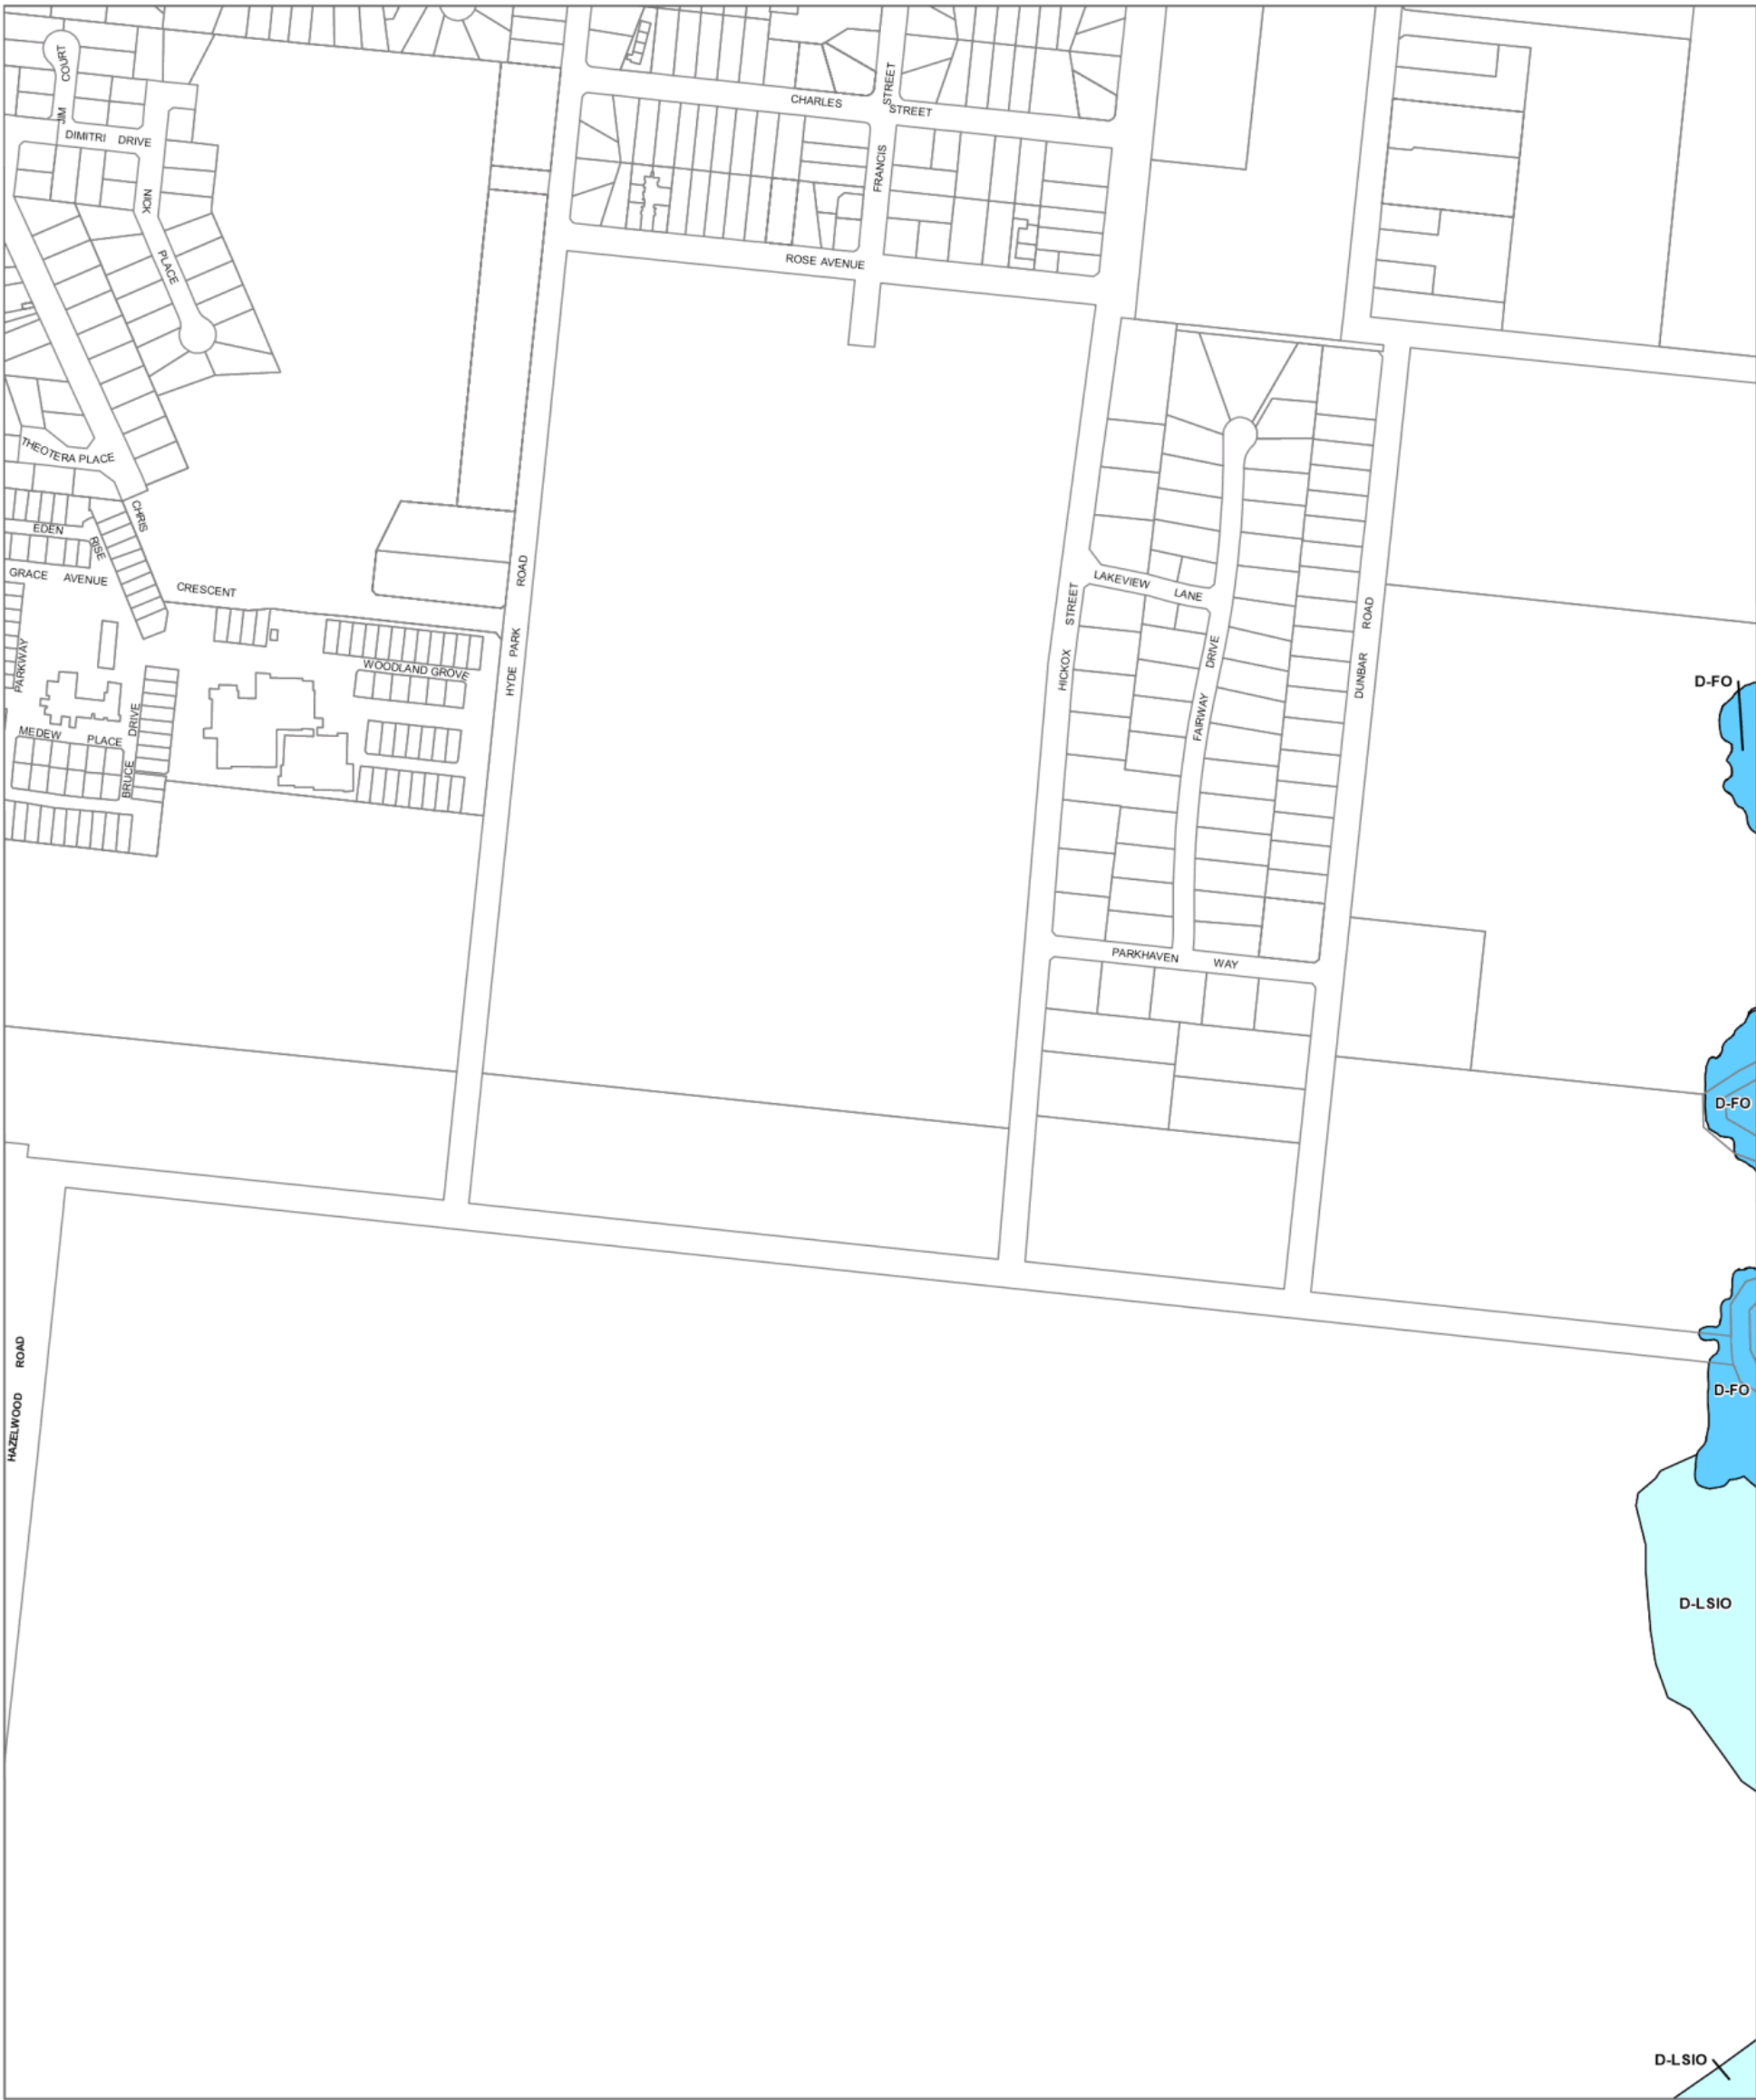 JIM COURT
CHARLES STREET
STREET
FRANCIS
DIMITRI DRIVE
NICK
PLACE
ROSE AVENUE
THEOTERA PLACE
CHRIS
EDEN
RISE
GRACE AVENUE
CRESCENT
HYDE PARK ROAD
LAKEVIEW
LANE
HICKOX STREET
DUNBAR ROAD
PARKWAY
WOODLAND GROVE
FAIRWAY DRIVE
D-FO
MEDEW PLACE
BRUCE DRIVE
PARKHAVEN WAY
D-FO
HAZELWOOD ROAD
D-FO
D-LSIO
D-LSIO